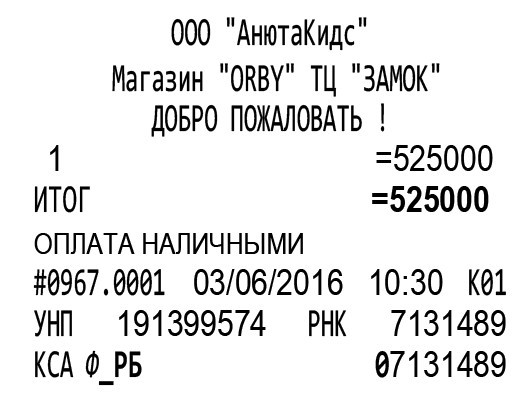 ООО "АнютаКидс"
Магазин "ORBY" ТЦ "ЗАМОК"
ДОБРО ПОЖАЛОВАТЬ !
1 =525000
ИТОГ =525000
ОПЛАТА НАЛИЧНЫМИ
#0967.0001 03/06/2016 10:30 К01
УНП 191399574 РНК 7131489
КСА Ф_РБ 07131489